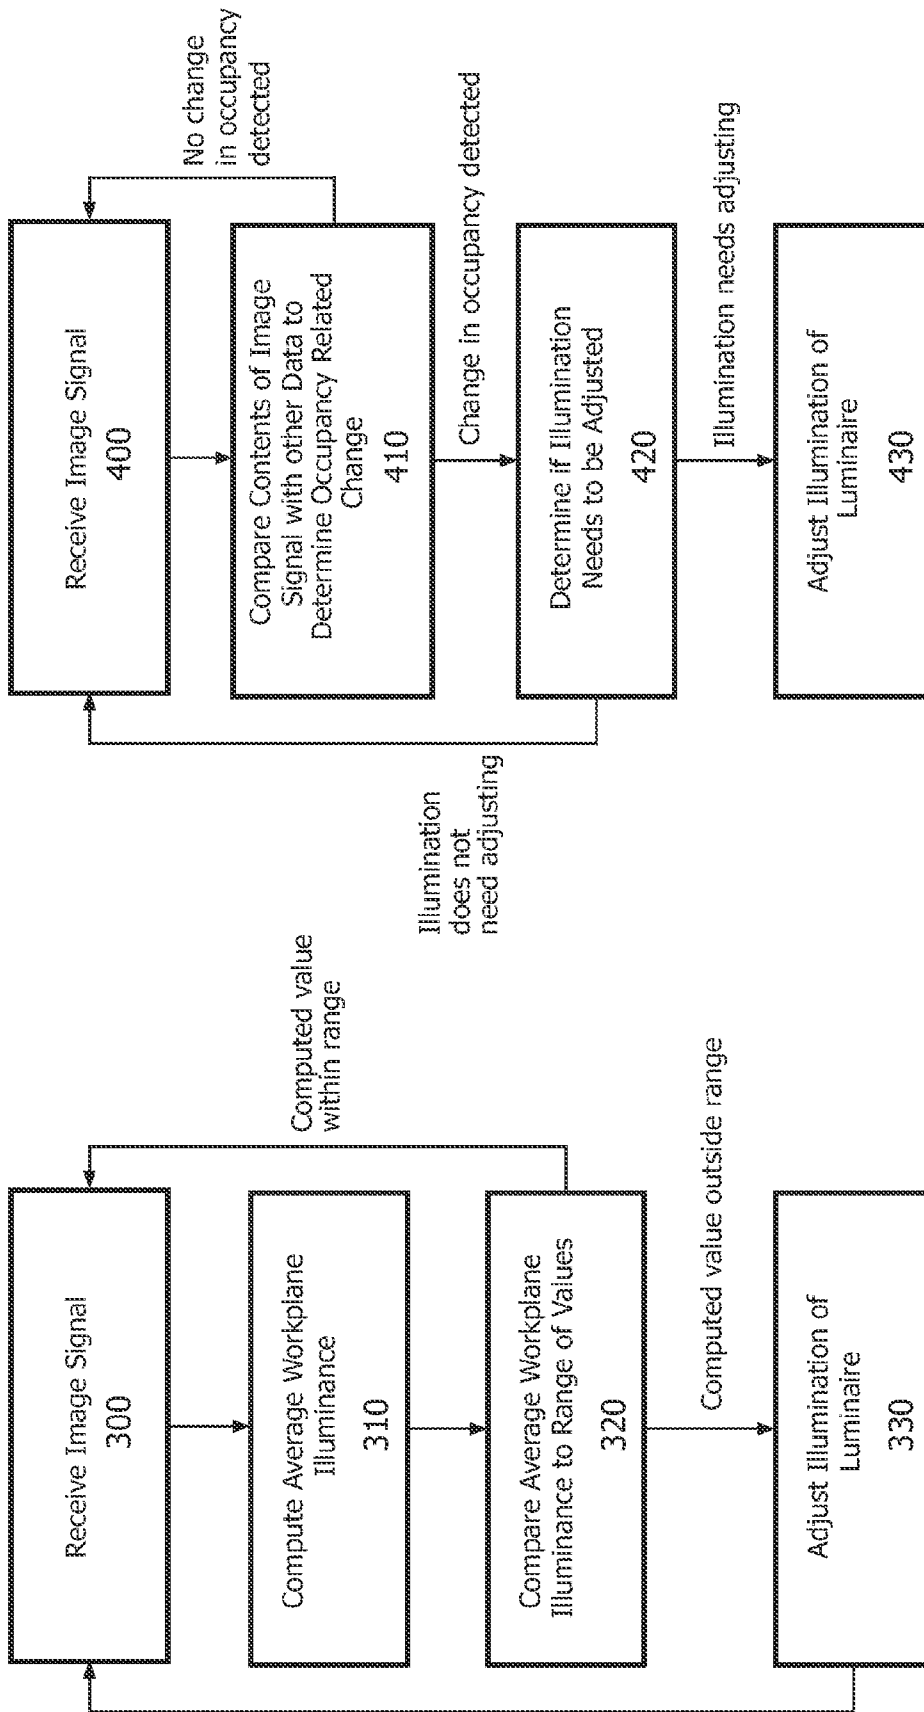 Receive Image Signal
300
Compute Average Workplane
Illuminance
310
Compare Average Workplane
Illuminance to Range of Values
320
Computed value
within range
Computed value outside range
Adjust Illumination of
Luminaire
330
Receive Image Signal
400
No change
in occupancy
detected
Compare Contents of Image
Signal with other Data to
Determine Occupancy Related
Change
410
Change in occupancy detected
Determine if Illumination
Needs to be Adjusted
420
Illumination
does not
need adjusting
Illumination needs adjusting
Adjust Illumination of
Luminaire
430